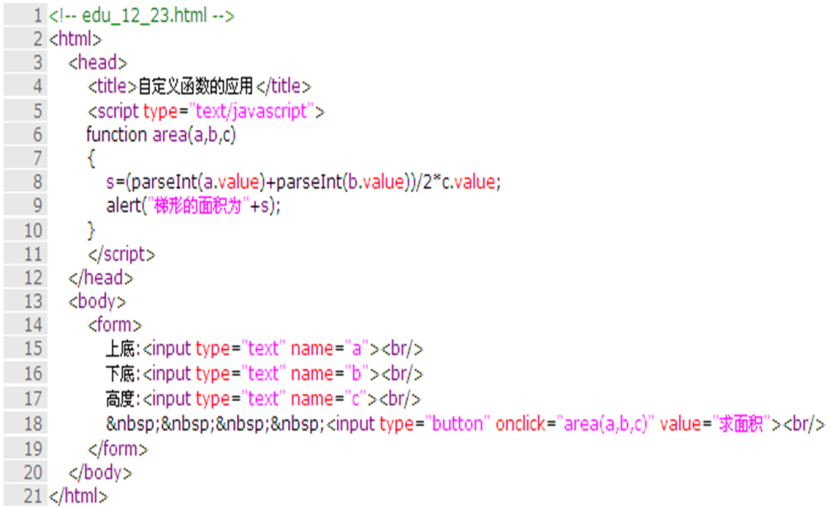 1 <!-- edu_12_23.html -->
2 <html>
3 <head>
4 <title>自定义函数的应用</title>
5 <script type="text/javascript">
6 function area(a,b,c)
7 {
8 s=(parseInt(a.value)+parseInt(b.value))/2*c.value;
9 alert("梯形的面积为"+s);
10 }
11 </script>
12 </head>
13 <body>
14 <form>
15 上底:<input type="text" name="a"><br/>
16 下底:<input type="text" name="b"><br/>
17 高度:<input type="text" name="c"><br/>
18 &nbsp;&nbsp;&nbsp;&nbsp;<input type="button" onclick="area(a,b,c)" value="求面积"><br/>
19 </form>
20 </body>
21 </html>